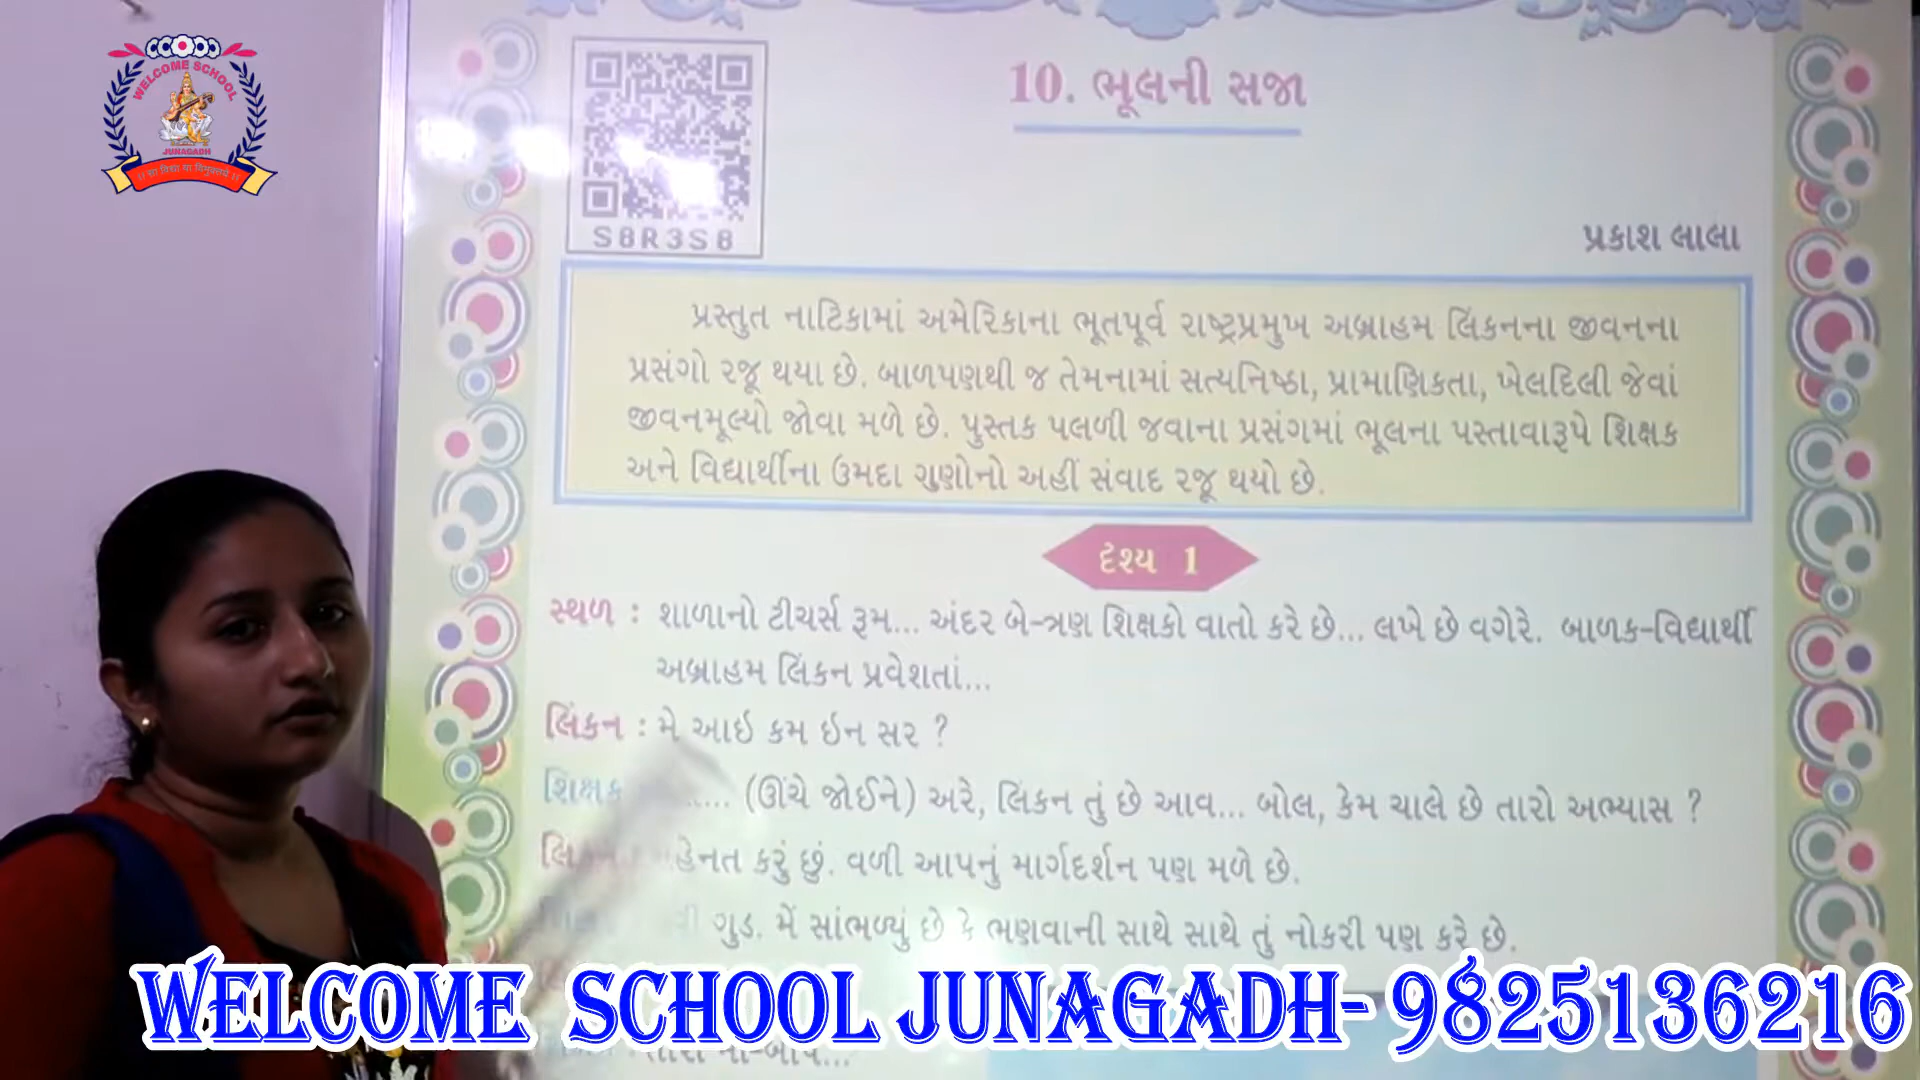 WELCOME SCHOOL
JUNAGADH
।। सा विद्या या विमुक्तये ।।
S8R3S8
10. ભૂલની સજા
પ્રકાશ લાલા
પ્રસ્તુત નાટિકામાં અમેરિકાના ભૂતપૂર્વ રાષ્ટ્રપ્રમુખ અબ્રાહમ લિંકનના જીવનના
પ્રસંગો રજૂ થયા છે. બાળપણથી જ તેમનામાં સત્યનિષ્ઠા, પ્રામાણિકતા, ખેલદિલી જેવાં
જીવનમૂલ્યો જોવા મળે છે. પુસ્તક પલળી જવાના પ્રસંગમાં ભૂલના પસ્તાવારૂપે શિક્ષક
અને વિદ્યાર્થીના ઉમદા ગુણોનો અહીં સંવાદ રજૂ થયો છે.
દૃશ્ય 1
સ્થળ : શાળાનો ટીચર્સ રૂમ... અંદર બે-ત્રણ શિક્ષકો વાતો કરે છે... લખે છે વગેરે. બાળક-વિદ્યાર્થી
અબ્રાહમ લિંકન પ્રવેશતાં...
લિંકન : મે આઇ કમ ઇન સર ?
શિક્ષક ..... (ઊંચે જોઈને) અરે, લિંકન તું છે આવ... બોલ, કેમ ચાલે છે તારો અભ્યાસ ?
કરું છું. વળી આપનું માર્ગદર્શન પણ મળે છે.
ગુડ. મેં સાંભળ્યું છે કે ભણવાની સાથે સાથે તું નોકરી પણ કરે છે.
WELCOME SCHOOL JUNAGADH- 9825136216